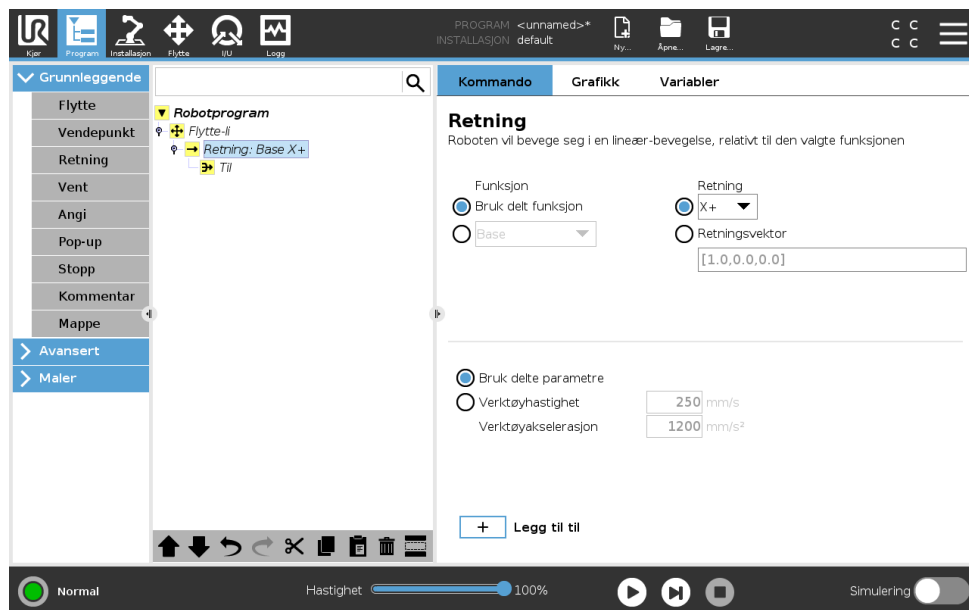 UR
PROGRAM <unnamed>*
INSTALLASJON default
Kjør Program Installasjon Flytte I/U Logg Ny... Åpne... Lagre...
C C
C C
Grunnleggende
Flytte
Vendepunkt
Retning
Vent
Angi
Pop-up
Stopp
Kommentar
Mappe
Avansert
Maler
Robotprogram
Flytte-li
Retning: Base X+
Til
Kommando Grafikk Variabler
Retning
Roboten vil bevege seg i en lineær-bevegelse, relativt til den valgte funksjonen
Funksjon Retning
Bruk delt funksjon X+
Base Retningsvektor
[1.0,0.0,0.0]
Bruk delte parametre
Verktøyhastighet 250 mm/s
Verktøyakselerasjon 1200 mm/s²
+ Legg til til
Normal Hastighet 100% Simulering